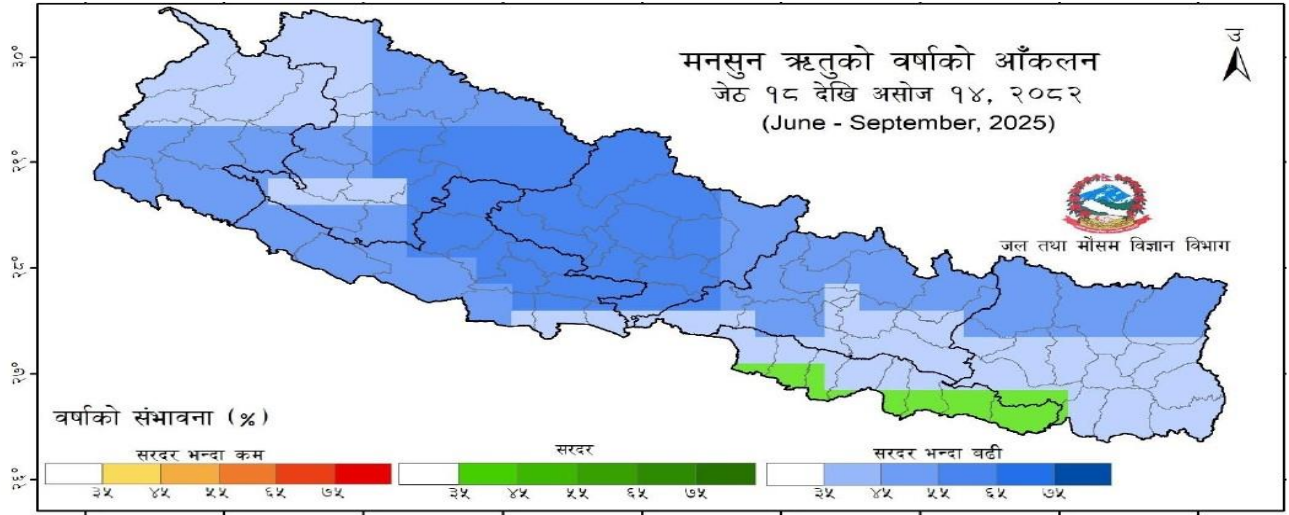 मनसुन ऋतुको वर्षाको आँकलन
जेठ १८ देखि असोज १४, २०८२
(June - September, 2025)
उ
जल तथा मौसम विज्ञान विभाग
३०°
२९°
२८°
२७°
२६°
वर्षाको संभावना (%)
सरदर भन्दा कम
३५ ४५ ५५ ६५ ७५
सरदर
३५ ४५ ५५ ६५ ७५
सरदर भन्दा बढी
३५ ४५ ५५ ६५ ७५